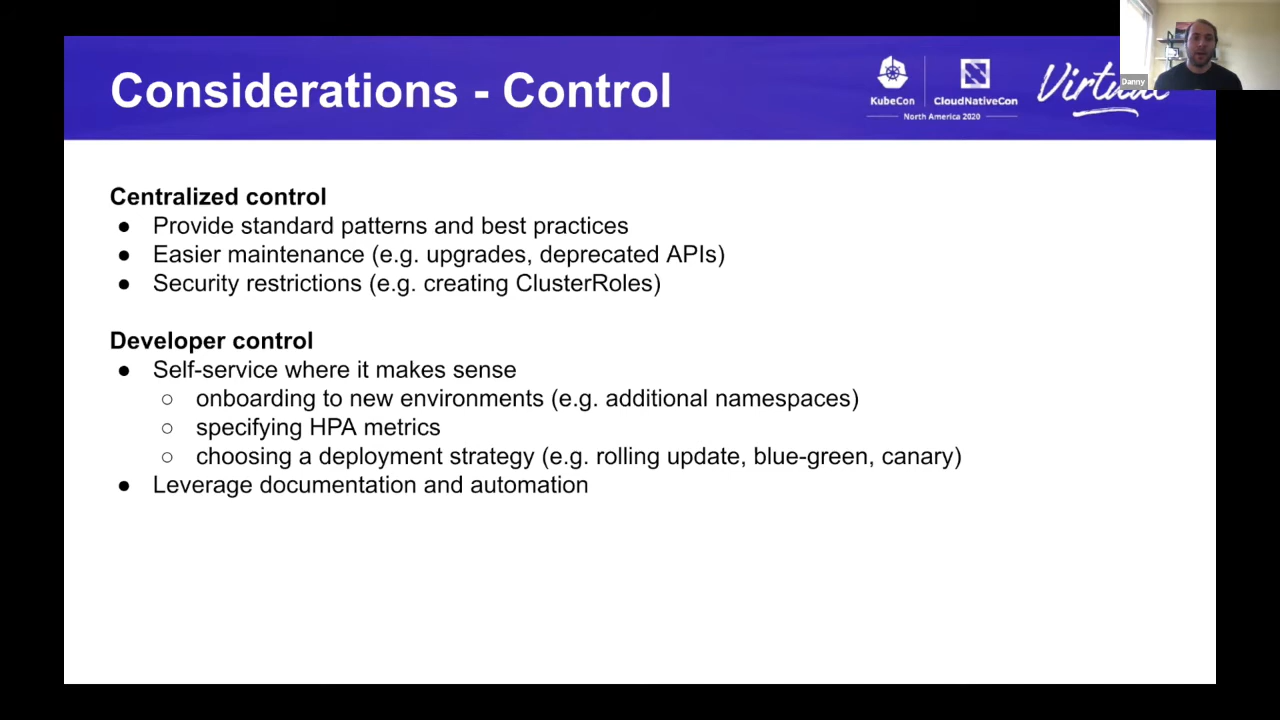 Considerations - Control
KubeCon
CloudNativeCon
North America 2020
Virtual
Danny
Centralized control
● Provide standard patterns and best practices
● Easier maintenance (e.g. upgrades, deprecated APIs)
● Security restrictions (e.g. creating ClusterRoles)
Developer control
● Self-service where it makes sense
○ onboarding to new environments (e.g. additional namespaces)
○ specifying HPA metrics
○ choosing a deployment strategy (e.g. rolling update, blue-green, canary)
● Leverage documentation and automation